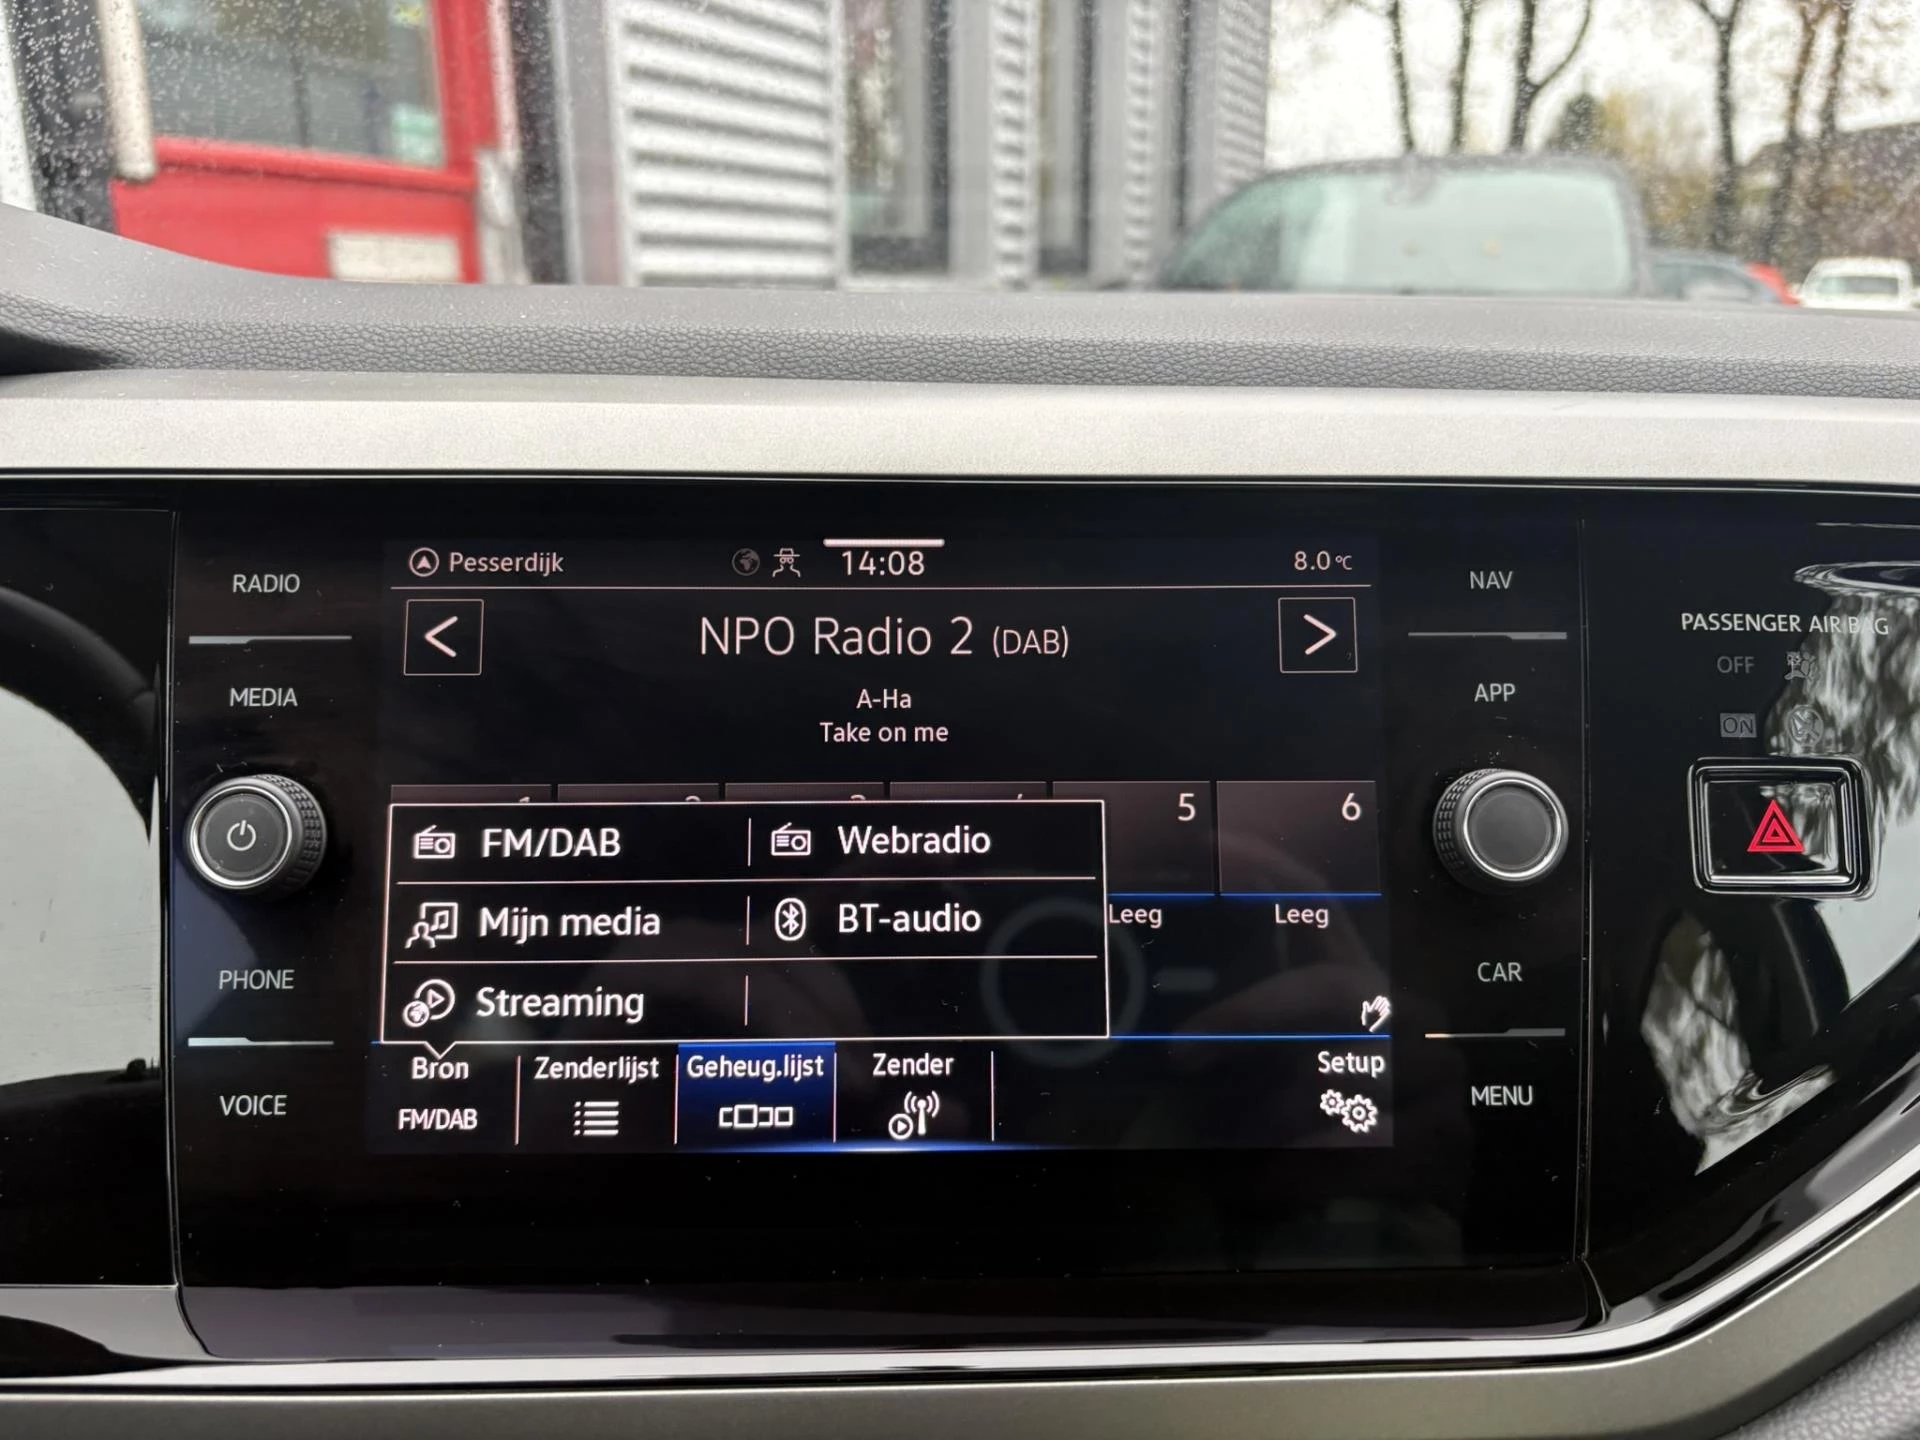 Pesserdijk
14:08
8.0°C
RADIO
NAV
<
NPO Radio 2 (DAB)
>
PASSENGER AIR BAG
OFF
MEDIA
APP
A-Ha
Take on me
ON
5
6
FM/DAB
Webradio
Mijn media
BT-audio
Leeg
Leeg
PHONE
CAR
Streaming
Bron
Zenderlijst
Geheug.lijst
Zender
Setup
FM/DAB
VOICE
MENU